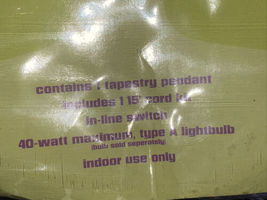 contains 1 tapestry pendant
includes 1 15' cord kit
in-line switch
40-watt maximum, type A lightbulb
(bulb sold separately)
indoor use only